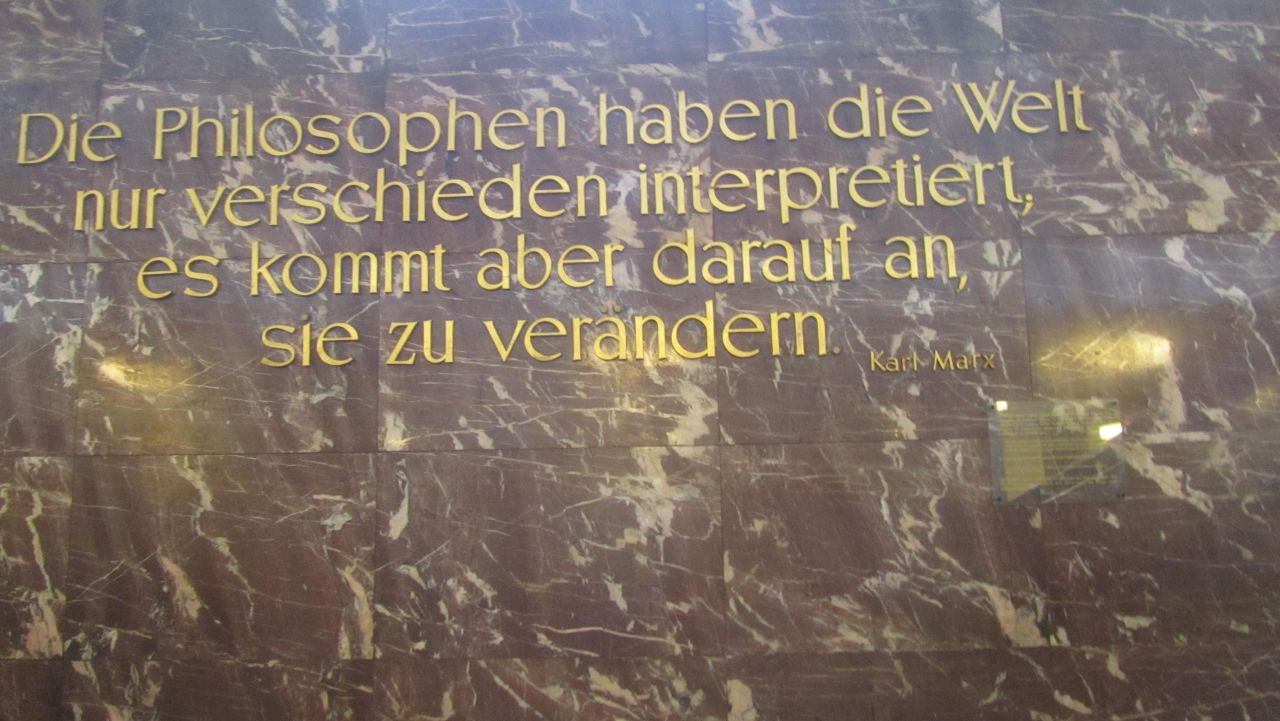 Die Philosophen haben die Welt
nur verschieden interpretiert;
es kommt aber darauf an,
sie zu verändern.
Karl Marx